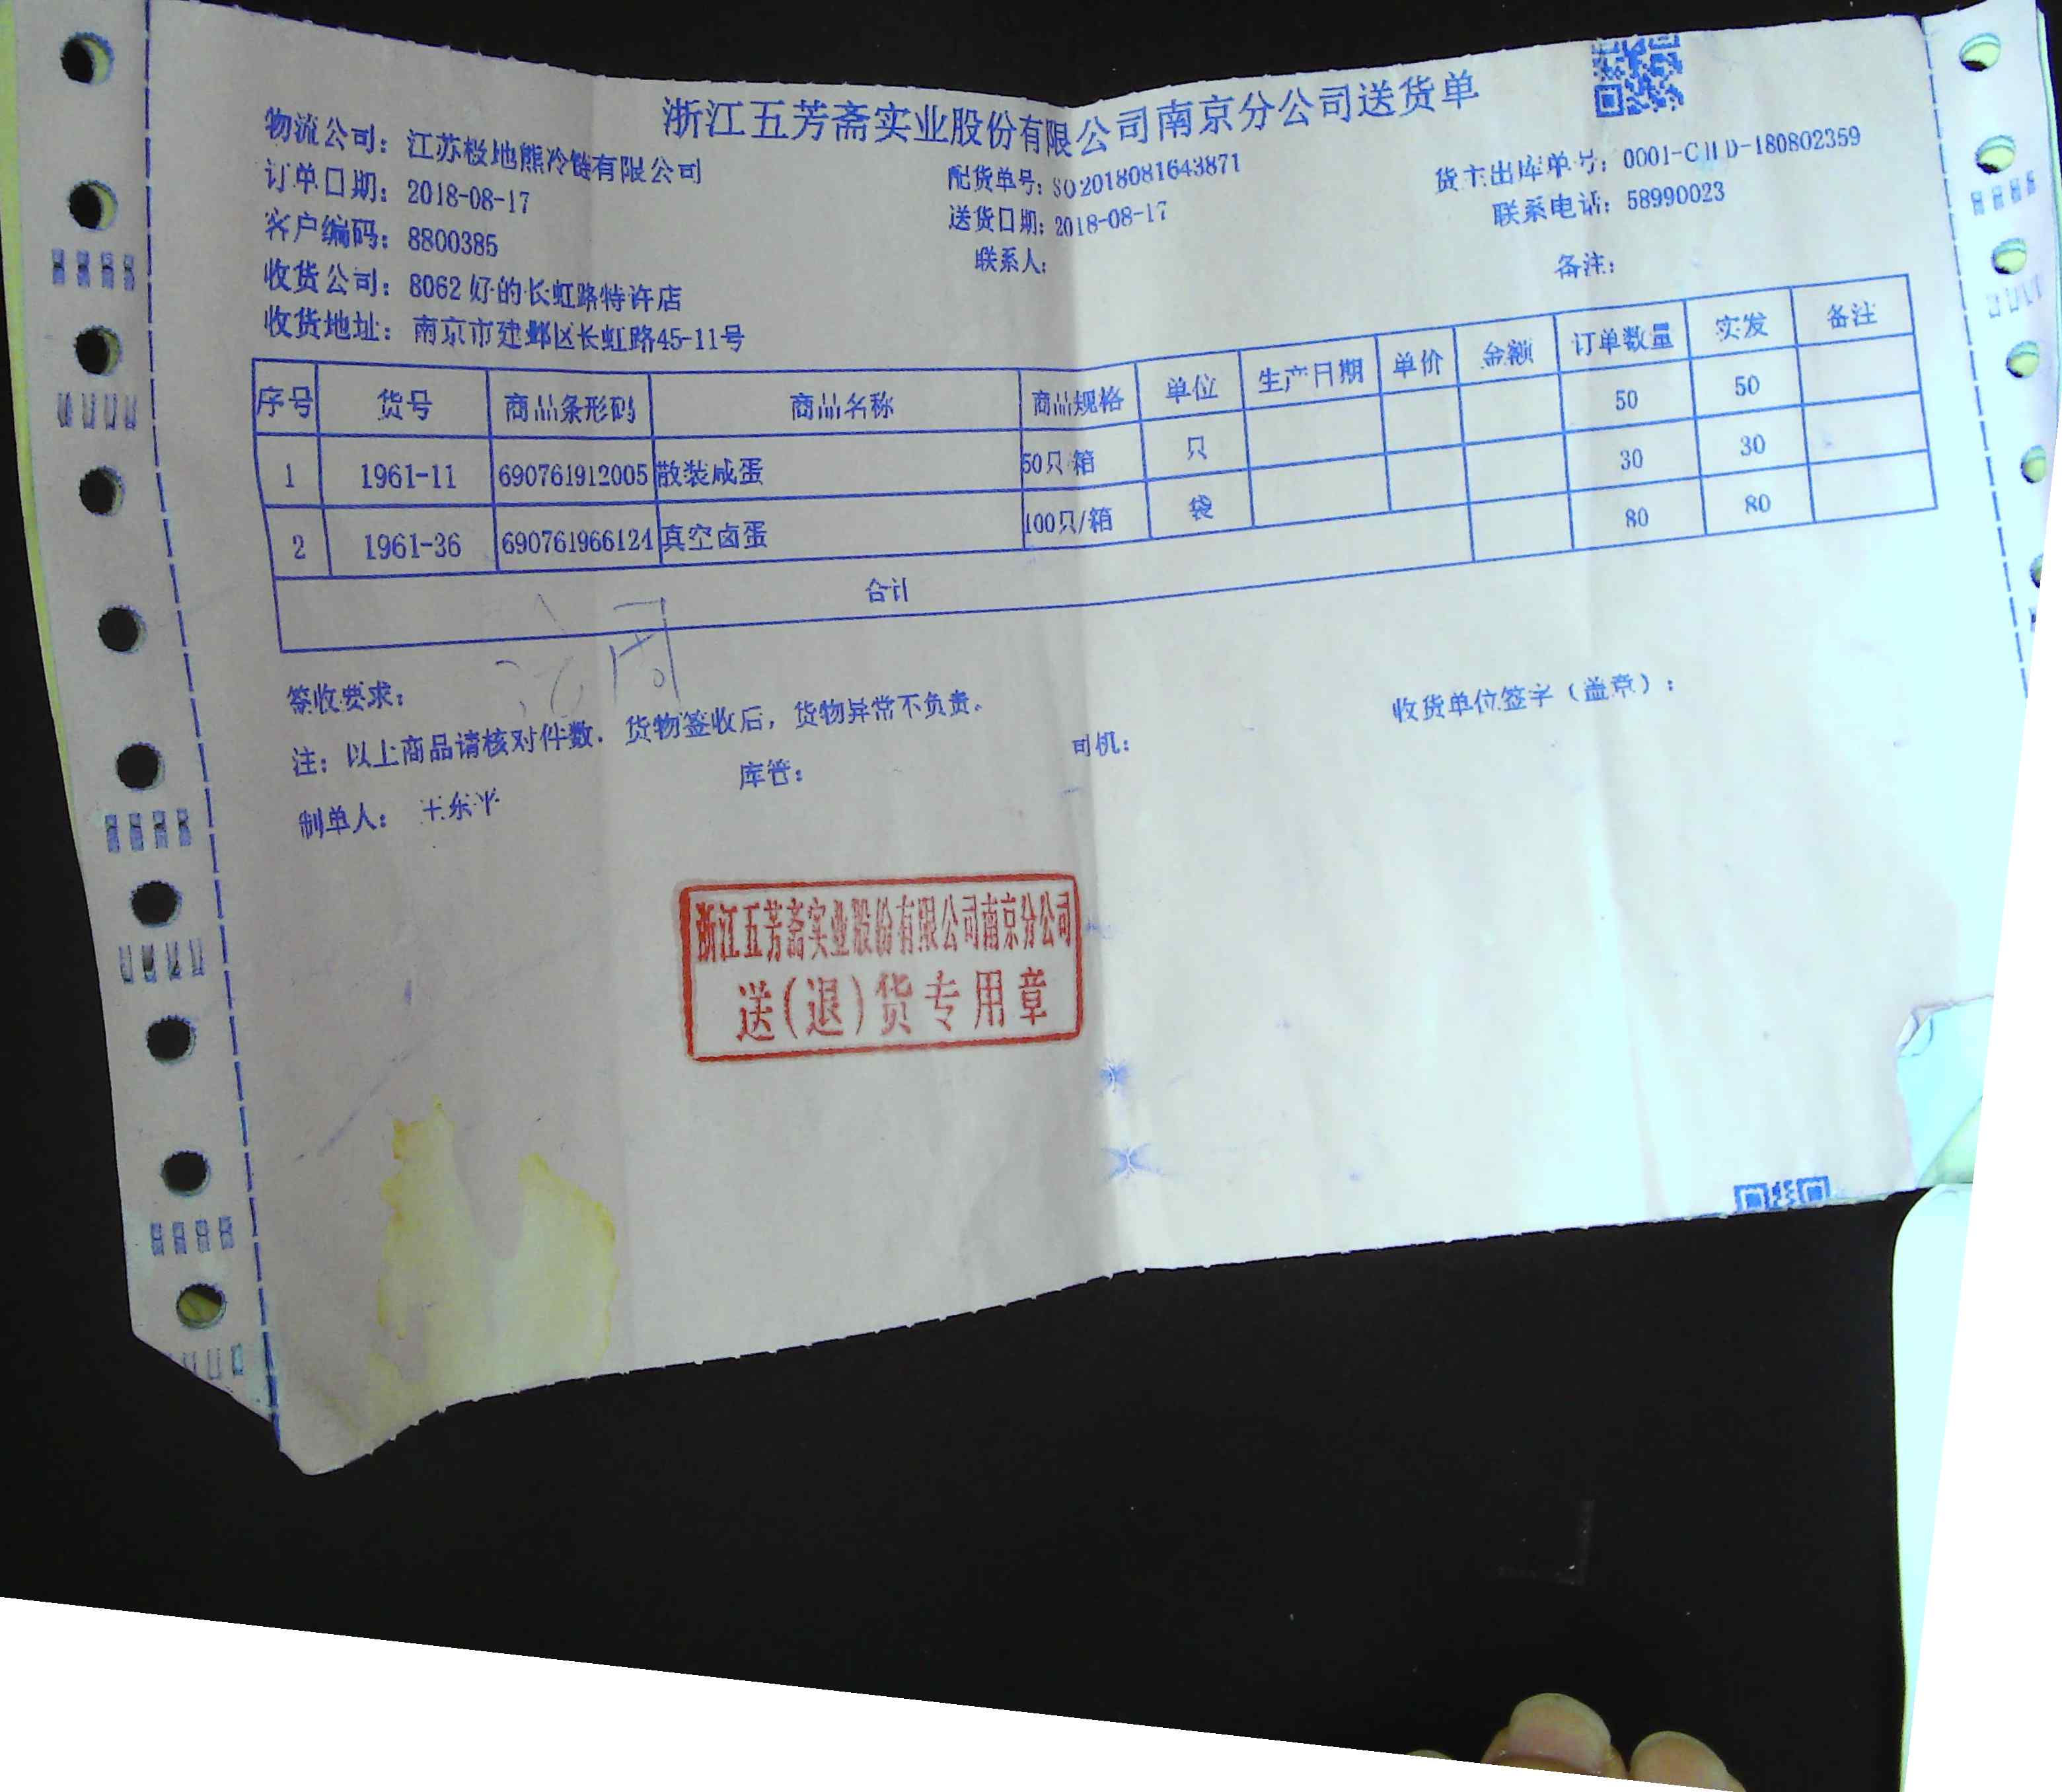 浙江五芳斋实业股份有限公司南京分公司送货单
物流公司：江苏极地熊冷链有限公司 配货单号：SO2018081643871 货主出库单号：0001-CHD-180802359
订单日期：2018-08-17 送货日期：2018-08-17 联系电话：58990023
客户编码：8800385 联系人： 备注：
收货公司：8062好的长虹路特许店
收货地址：南京市建邺区长虹路45-11号
序号 货号 商品条形码 商品名称 商品规格 单位 生产日期 单价 金额 订单数量 实发 备注
1 1961-11 690761912005 散装咸蛋 50只/箱 只 50 50
2 1961-36 690761966124 真空卤蛋 100只/箱 袋 30 30
合计 80 80
签收要求： 收货单位签字（盖章）：
注：以上商品请核对件数，货物签收后，货物异常不负责。
制单人：王东平 库管： 司机：
浙江五芳斋实业股份有限公司南京分公司
送（退）货专用章